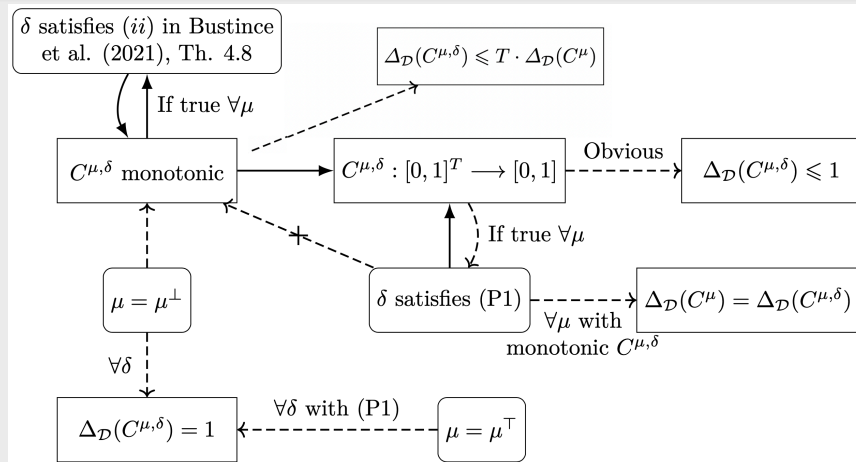 δ satisfies (ii) in Bustince
et al. (2021), Th. 4.8
Δ_𝒟(C^{μ,δ}) ⩽ T · Δ_𝒟(C^μ)
If true ∀μ
C^{μ,δ} monotonic
C^{μ,δ} : [0, 1]^T ⟶ [0, 1]
Obvious
Δ_𝒟(C^{μ,δ}) ⩽ 1
If true ∀μ
μ = μ^⊥
δ satisfies (P1)
∀μ with
monotonic C^{μ,δ}
Δ_𝒟(C^μ) = Δ_𝒟(C^{μ,δ})
∀δ
Δ_𝒟(C^{μ,δ}) = 1
∀δ with (P1)
μ = μ^⊤